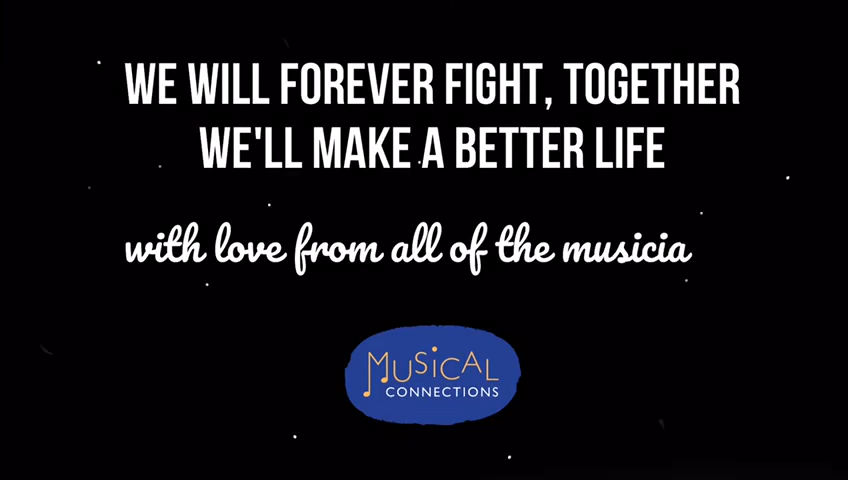 WE WILL FOREVER FIGHT, TOGETHER
WE'LL MAKE A BETTER LIFE
with love from all of the musicia
MUSICAL
CONNECTIONS